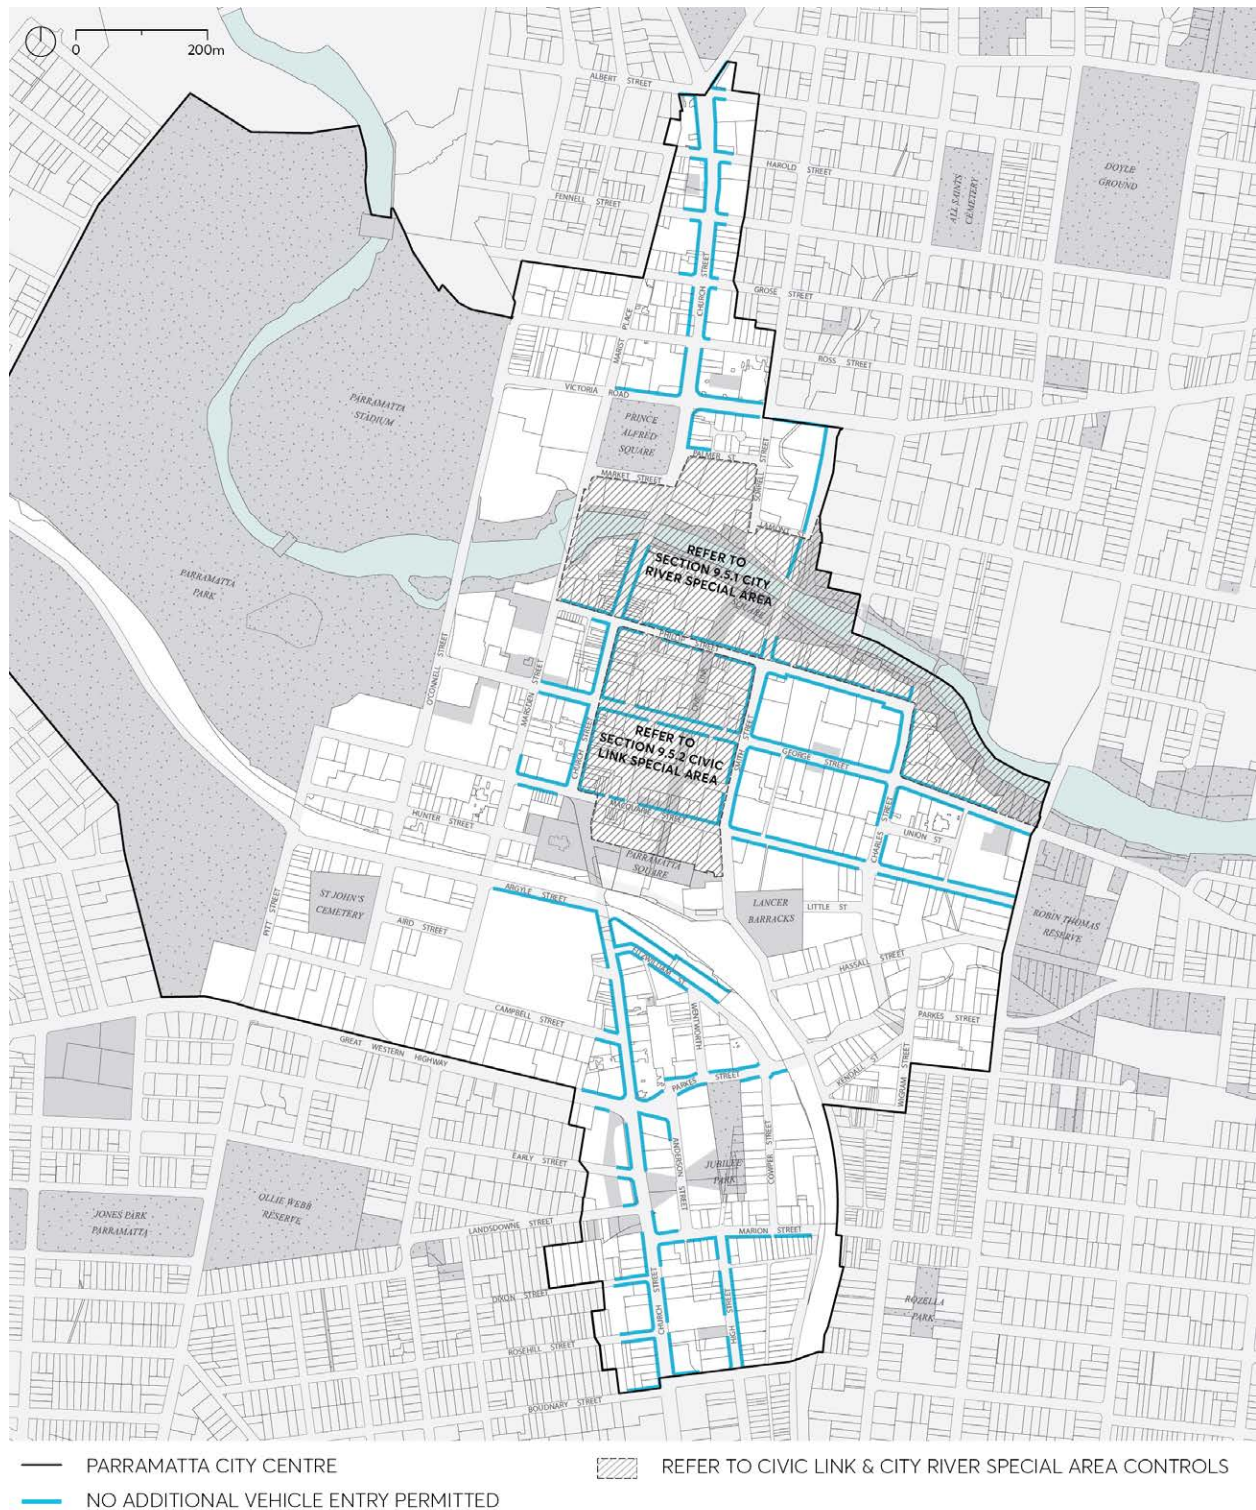 0
200m
ALBERT STREET
HAROLD STREET
FENNELL STREET
ALL SAINTS
CEMETERY
DOYLE
GROUND
CHURCH STREET
GROSE STREET
MARIST PLACE
ROSS STREET
VICTORIA ROAD
PARRAMATTA
STADIUM
PRINCE
ALFRED
SQUARE
PALMER ST
SORRELL STREET
MARKET STREET
LAMONT ST
REFER TO
SECTION 9.5.1 CITY
RIVER SPECIAL AREA
SQUARE
PARRAMATTA
PARK
PHILLIP STREET
O'CONNELL STREET
MARSDEN STREET
CIVIC LINK
CHURCH STREET
REFER TO
SECTION 9.5.2 CIVIC
LINK SPECIAL AREA
SMITH STREET
GEORGE STREET
MACQUARIE STREET
HUNTER STREET
CHARLES STREET
UNION ST
PARRAMATTA
SQUARE
ARGYLE STREET
ST JOHN'S
CEMETERY
PITT STREET
AIRD STREET
LANCER
BARRACKS
LITTLE ST
ROBIN THOMAS
RESERVE
HASSALL STREET
FITZWILLIAM ST
CAMPBELL STREET
WENTWORTH
PARKES STREET
GREAT WESTERN HIGHWAY
PARKES STREET
KENDALL ST
WIGRAM STREET
EARLY STREET
ANDERSON STREET
JUBILEE
PARK
COWPER STREET
OLLIE WEBB
RESERVE
JONES PARK
PARRAMATTA
LANDSDOWNE STREET
MARION STREET
DIXON STREET
CHURCH STREET
HIGH STREET
ROZELLA
PARK
ROSEHILL STREET
BOUDNARY STREET
PARRAMATTA CITY CENTRE
REFER TO CIVIC LINK & CITY RIVER SPECIAL AREA CONTROLS
NO ADDITIONAL VEHICLE ENTRY PERMITTED